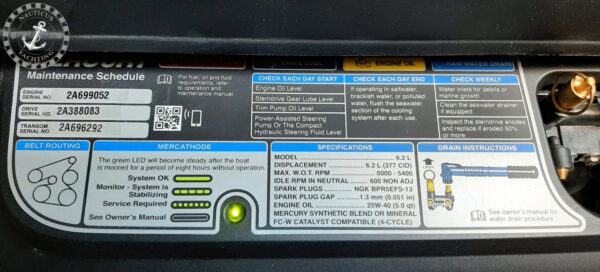 NAUTICUS
YACHTING
DRIVE LUBE
ENGINE OIL
RAW WATER DRAIN
Maintenance Schedule
For fuel, oil and fluid
requirements, refer
to operation and
maintenance manual.
ENGINE
SERIAL NO. 2A699052
DRIVE
SERIAL NO. 2A388083
TRANSOM
SERIAL NO. 2A696292
CHECK EACH DAY START
Engine Oil Level
Sterndrive Gear Lube Level
Trim Pump Oil Level
Power-Assisted Steering
Pump Or The Compact
Hydraulic Steering Fluid Level
CHECK EACH DAY END
If operating in saltwater,
brackish water, or polluted
water, flush the seawater
section of the cooling
system after each use.
CHECK WEEKLY
Water inlets for debris or
marine growth.
Clean the seawater strainer
if equipped.
Inspect the sterndrive anodes
and replace if eroded 50%
or more.
BELT ROUTING
MERCATHODE
The green LED will become steady after the boat
is moored for a period of eight hours without operation.
System OK
Monitor - System is
Stabilizing
Service Required
See Owner's Manual
SPECIFICATIONS
MODEL 6.2 L
DISPLACEMENT 6.2 L (377 CID)
MAX. W.O.T. RPM 5000 - 5400
IDLE RPM IN NEUTRAL 600 NON ADJ
SPARK PLUGS NGK BPR5EFS-13
SPARK PLUG GAP 1.3 mm (0.051 in)
ENGINE OIL 25W-40 (5.0 qt)
MERCURY SYNTHETIC BLEND OR MINERAL
FC-W CATALYST COMPATIBLE (4-CYCLE)
DRAIN INSTRUCTIONS
See owner's manual for
water drain procedure.